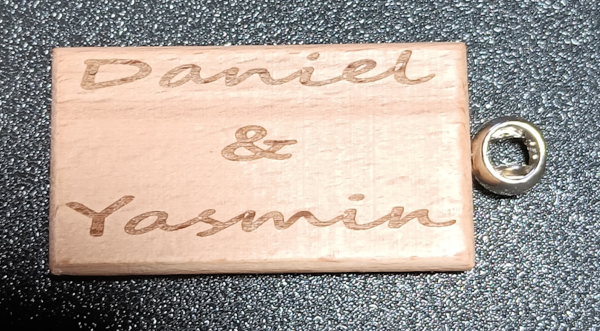 Daniel
&
Yasmin